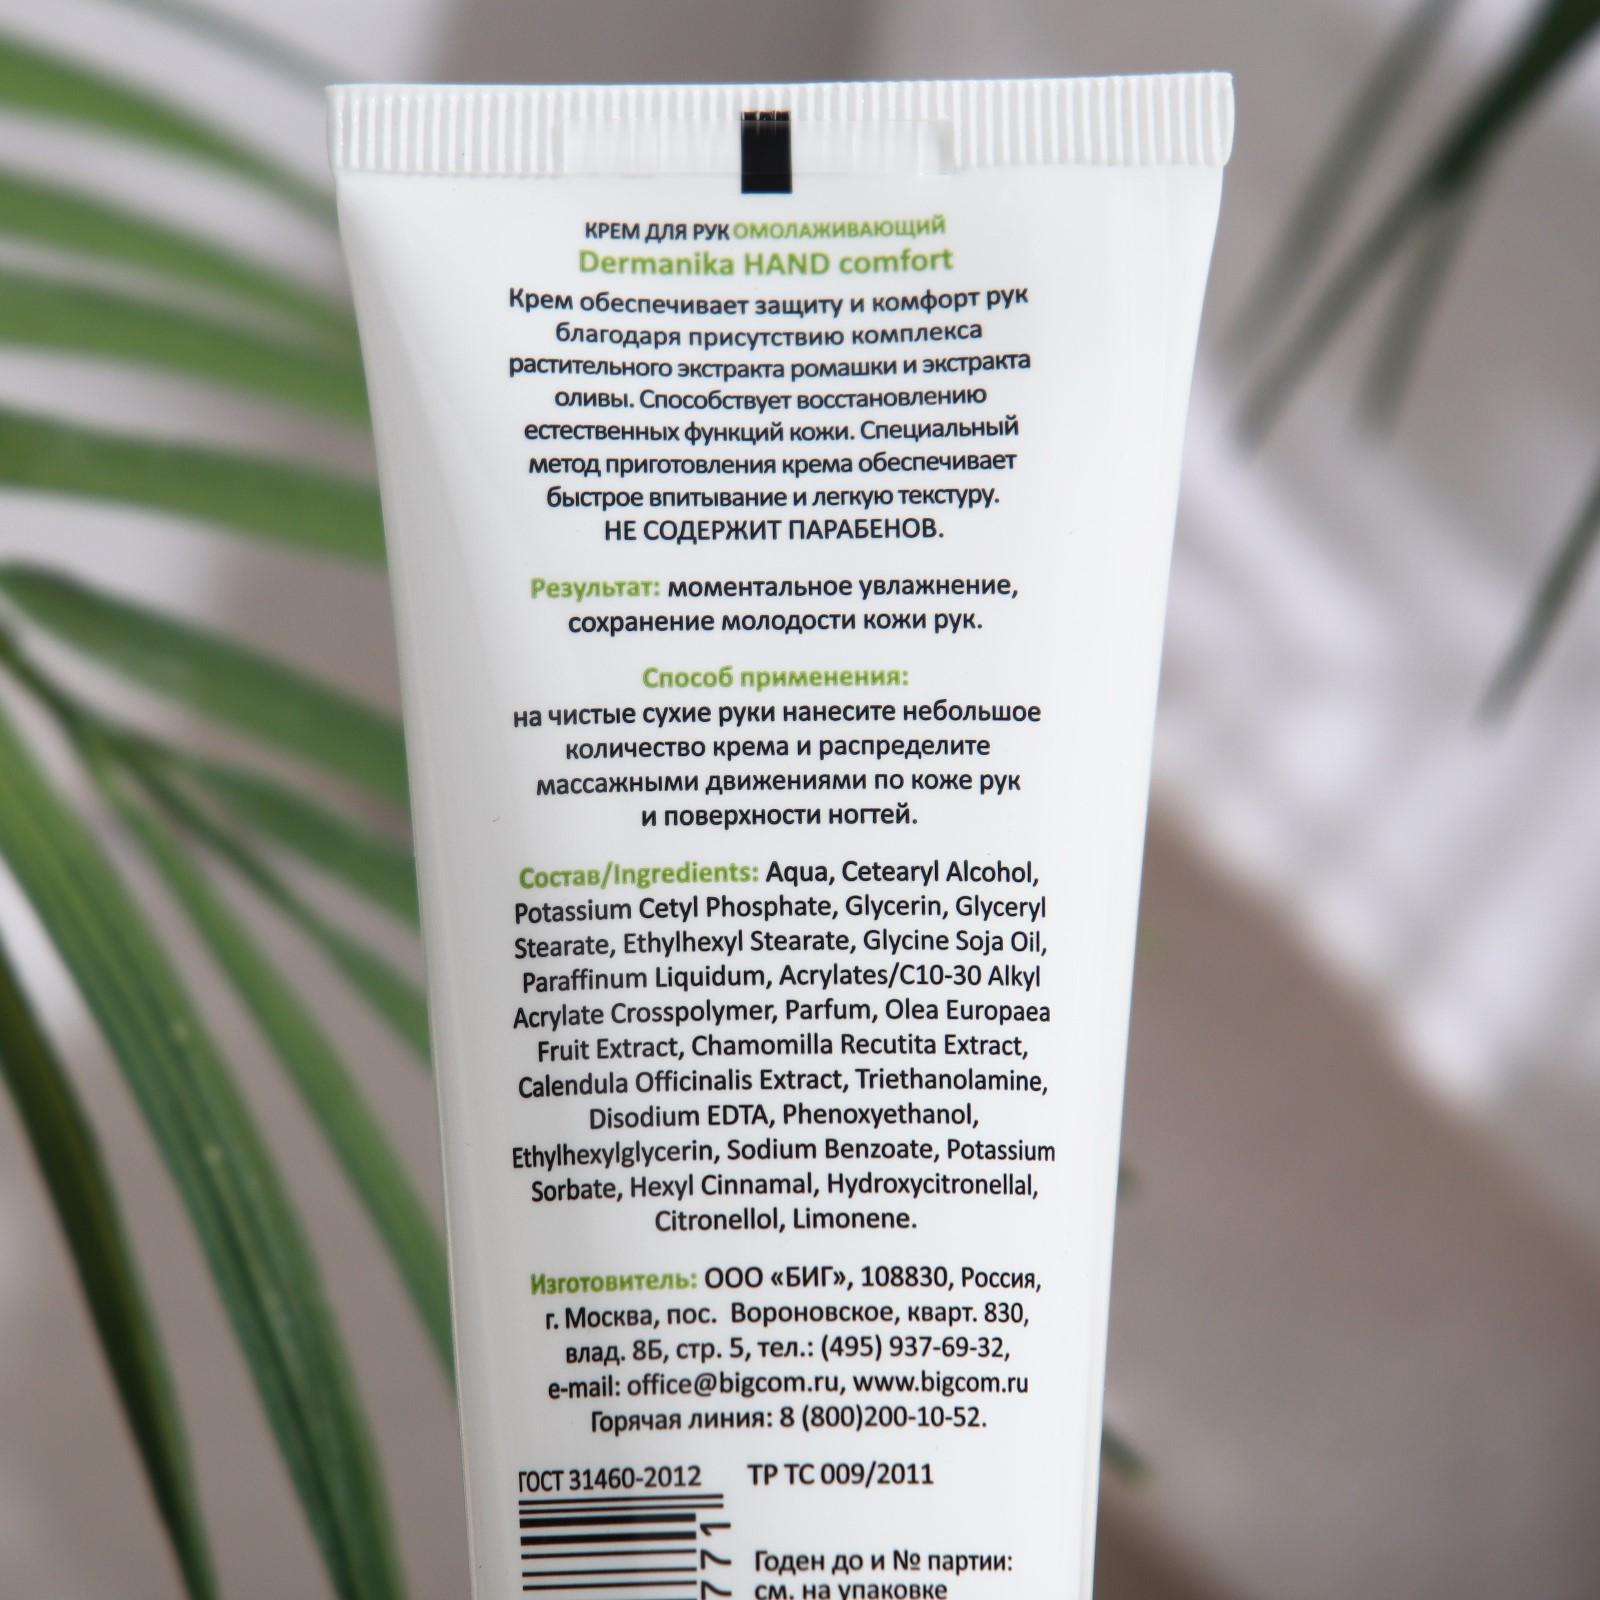 КРЕМ ДЛЯ РУК ОМОЛАЖИВАЮЩИЙ
Dermanika HAND comfort
Крем обеспечивает защиту и комфорт рук
благодаря присутствию комплекса
растительного экстракта ромашки и экстракта
оливы. Способствует восстановлению
естественных функций кожи. Специальный
метод приготовления крема обеспечивает
быстрое впитывание и легкую текстуру.
НЕ СОДЕРЖИТ ПАРАБЕНОВ.
Результат: моментальное увлажнение,
сохранение молодости кожи рук.
Способ применения:
на чистые сухие руки нанесите небольшое
количество крема и распределите
массажными движениями по коже рук
и поверхности ногтей.
Состав/Ingredients: Aqua, Cetearyl Alcohol,
Potassium Cetyl Phosphate, Glycerin, Glyceryl
Stearate, Ethylhexyl Stearate, Glycine Soja Oil,
Paraffinum Liquidum, Acrylates/C10-30 Alkyl
Acrylate Crosspolymer, Parfum, Olea Europaea
Fruit Extract, Chamomilla Recutita Extract,
Calendula Officinalis Extract, Triethanolamine,
Disodium EDTA, Phenoxyethanol,
Ethylhexylglycerin, Sodium Benzoate, Potassium
Sorbate, Hexyl Cinnamal, Hydroxycitronellal,
Citronellol, Limonene.
Изготовитель: ООО «БИГ», 108830, Россия,
г. Москва, пос. Вороновское, кварт. 830,
влад. 8Б, стр. 5, тел.: (495) 937-69-32,
e-mail: office@bigcom.ru, www.bigcom.ru
Горячая линия: 8 (800)200-10-52.
ГОСТ 31460-2012 ТР ТС 009/2011
Годен до и № партии:
см. на упаковке